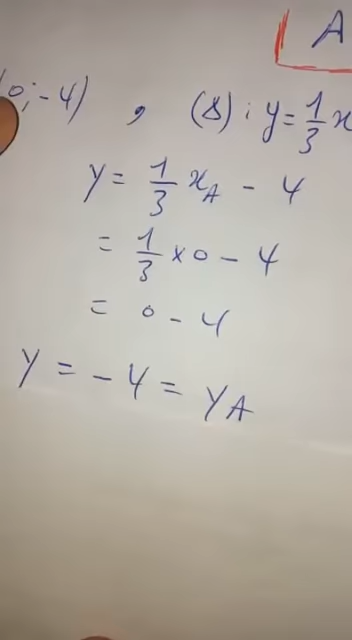 A
0; -4) , (δ) : y = 1/3 x
y = 1/3 x_A - 4
= 1/3 × 0 - 4
= 0 - 4
y = -4 = y_A